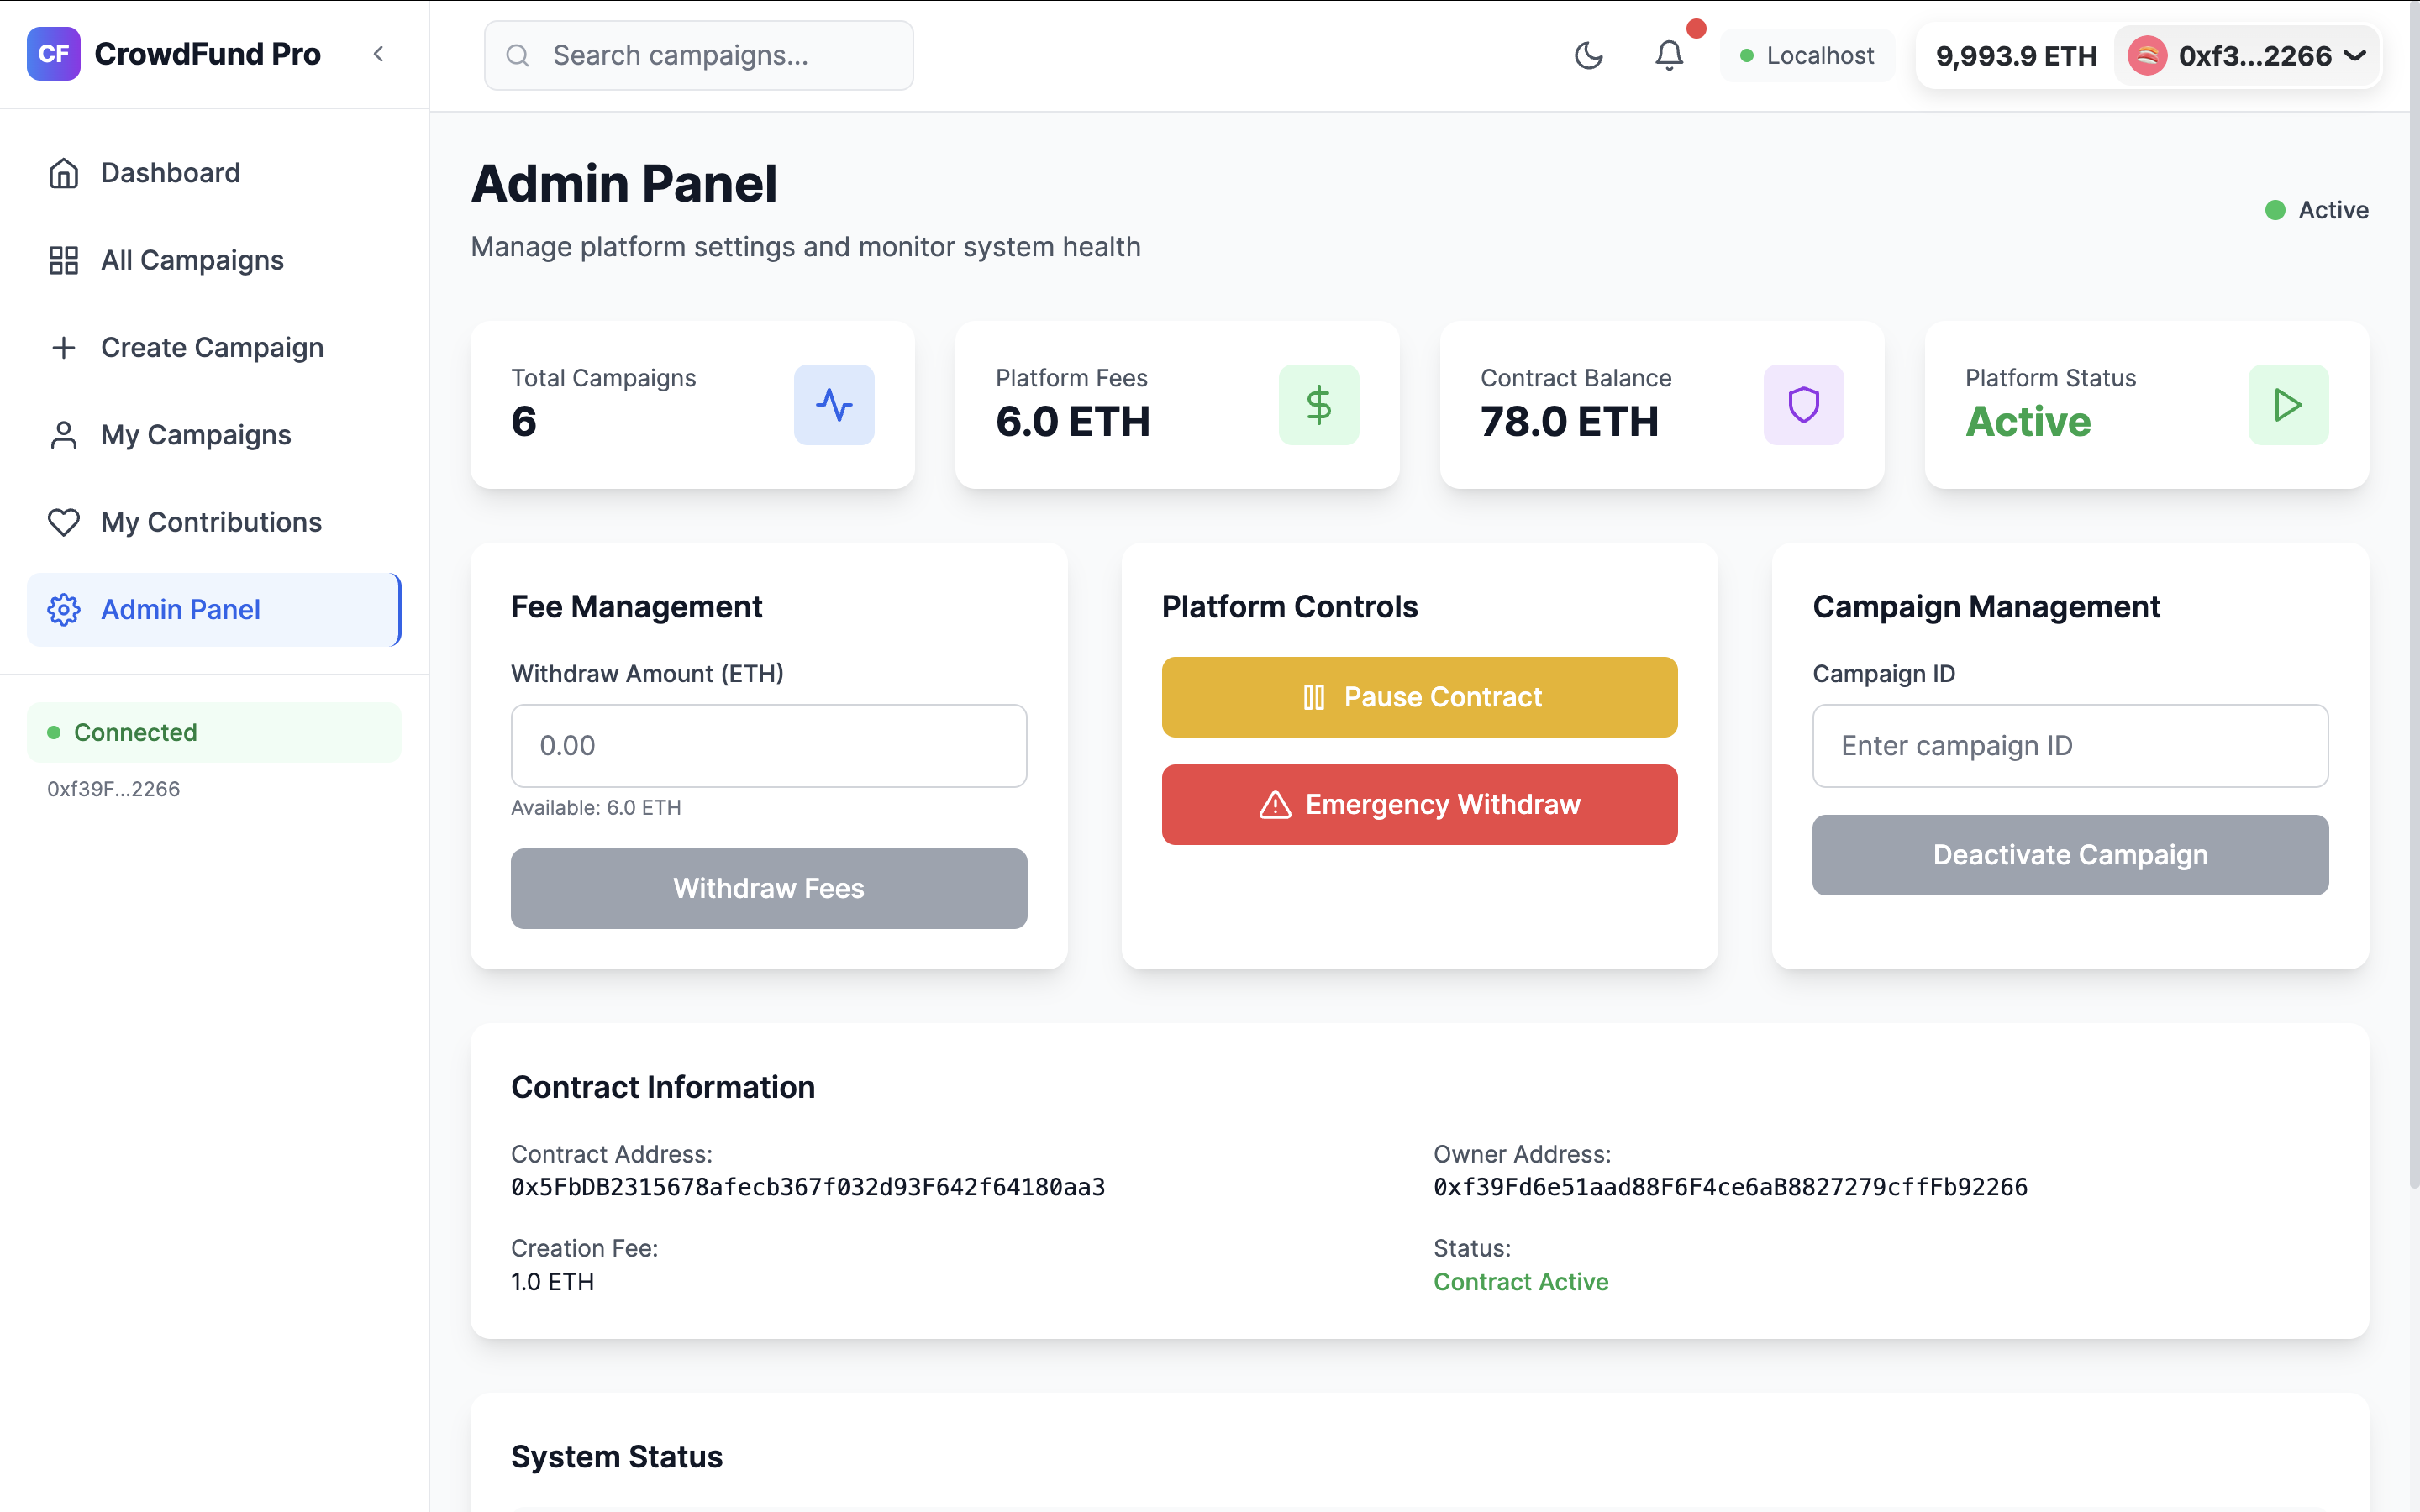 CF CrowdFund Pro
Search campaigns...
Localhost
9,993.9 ETH
0xf3...2266
Dashboard
All Campaigns
Create Campaign
My Campaigns
My Contributions
Admin Panel
Connected
0xf39F...2266
Admin Panel
Manage platform settings and monitor system health
Active
Total Campaigns
6
Platform Fees
6.0 ETH
Contract Balance
78.0 ETH
Platform Status
Active
Fee Management
Withdraw Amount (ETH)
0.00
Available: 6.0 ETH
Withdraw Fees
Platform Controls
Pause Contract
Emergency Withdraw
Campaign Management
Campaign ID
Enter campaign ID
Deactivate Campaign
Contract Information
Contract Address:
0x5FbDB2315678afecb367f032d93F642f64180aa3
Owner Address:
0xf39Fd6e51aad88F6F4ce6aB8827279cffFb92266
Creation Fee:
1.0 ETH
Status:
Contract Active
System Status